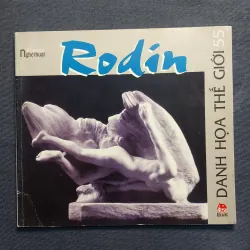 Rodin
DANH HỌA THẾ GIỚI 55